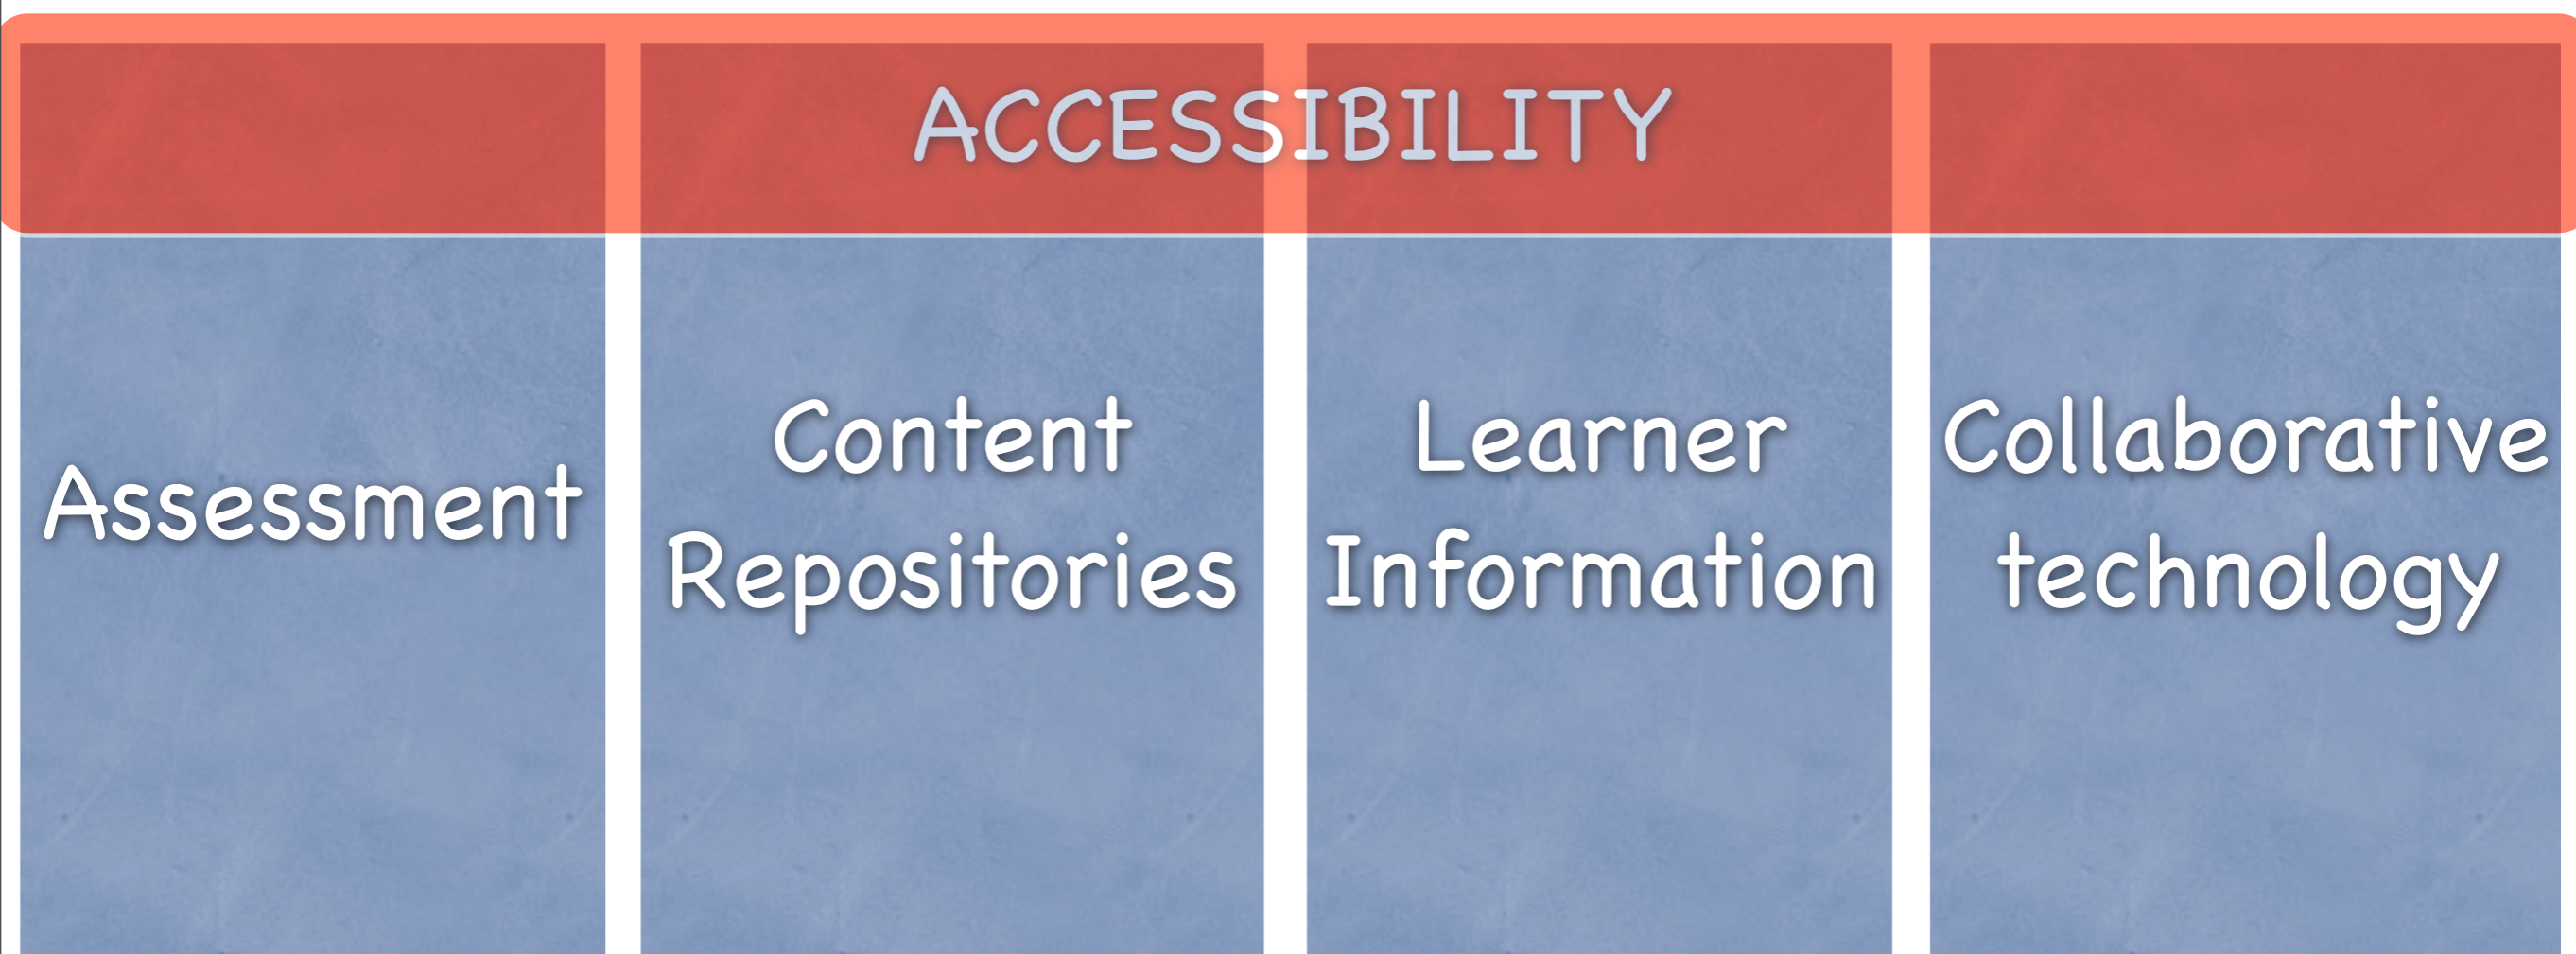 ACCESSIBILITY
Assessment
Content
Repositories
Learner
Information
Collaborative
technology